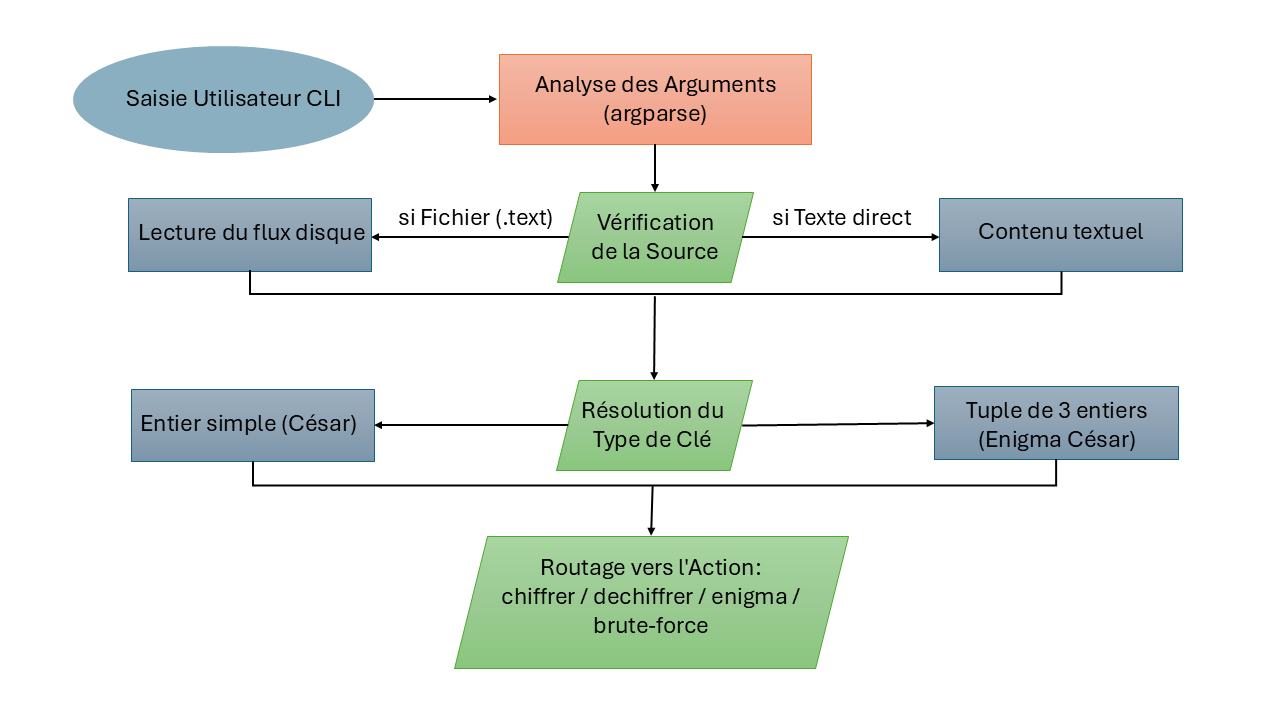 Saisie Utilisateur CLI
Analyse des Arguments
(argparse)
Lecture du flux disque
si Fichier (.text)
Vérification
de la Source
si Texte direct
Contenu textuel
Entier simple (César)
Résolution du
Type de Clé
Tuple de 3 entiers
(Enigma César)
Routage vers l'Action:
chiffrer / dechiffrer / enigma /
brute-force